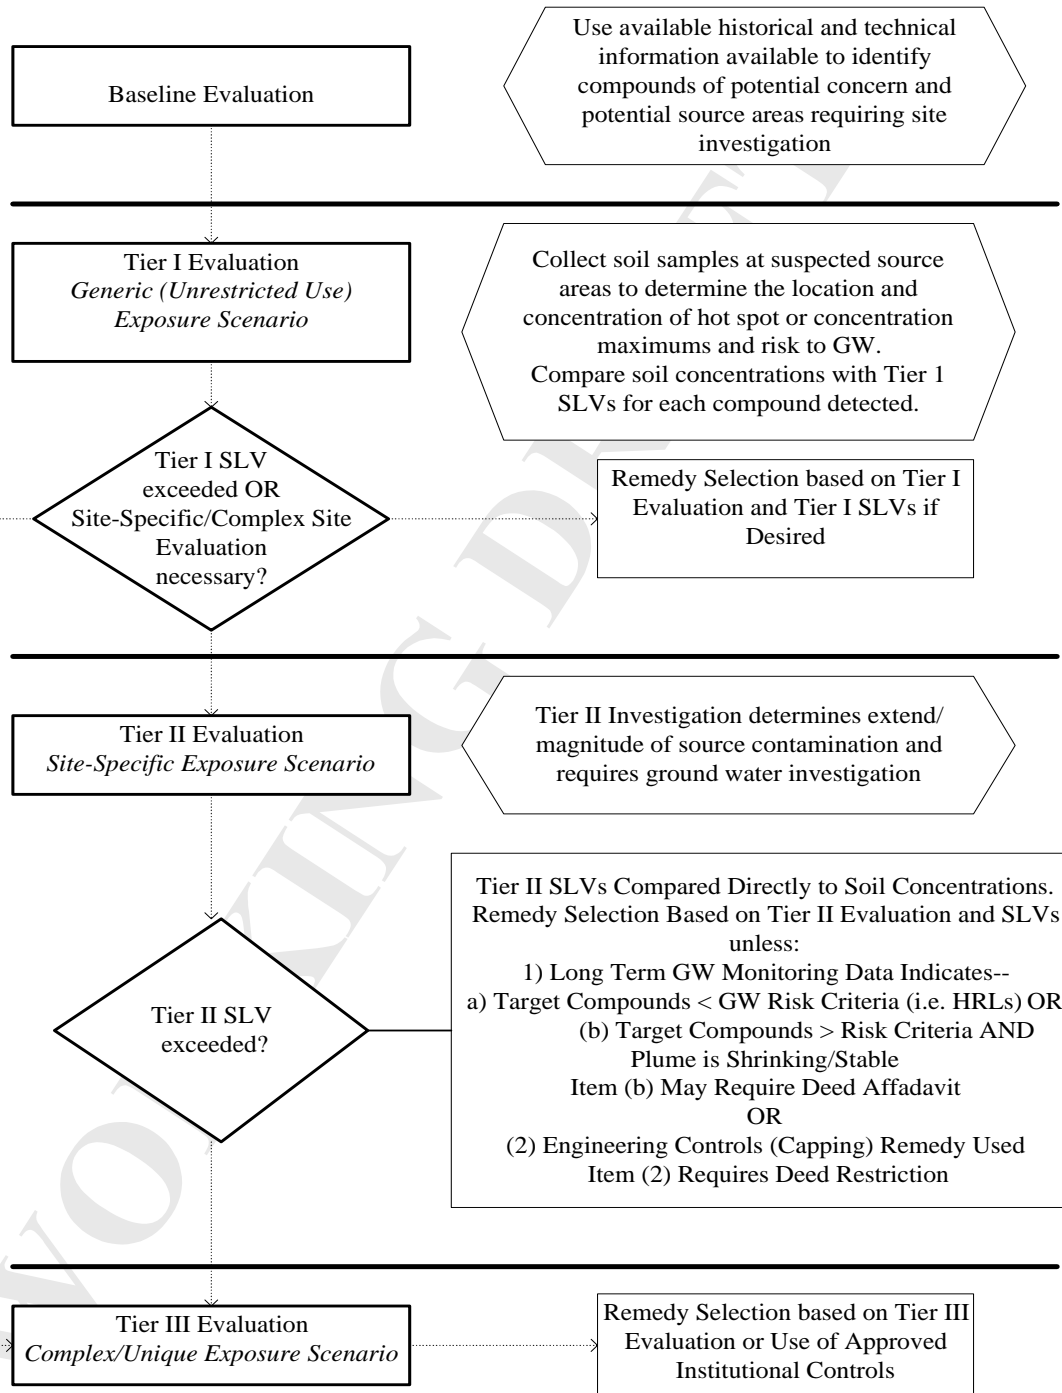 Baseline Evaluation
Use available historical and technical
information available to identify
compounds of potential concern and
potential source areas requiring site
investigation
Tier I Evaluation
Generic (Unrestricted Use)
Exposure Scenario
Collect soil samples at suspected source
areas to determine the location and
concentration of hot spot or concentration
maximums and risk to GW.
Compare soil concentrations with Tier 1
SLVs for each compound detected.
Tier I SLV
exceeded OR
Site-Specific/Complex Site
Evaluation
necessary?
Remedy Selection based on Tier I
Evaluation and Tier I SLVs if
Desired
Tier II Evaluation
Site-Specific Exposure Scenario
Tier II Investigation determines extend/
magnitude of source contamination and
requires ground water investigation
Tier II SLV
exceeded?
Tier II SLVs Compared Directly to Soil Concentrations.
Remedy Selection Based on Tier II Evaluation and SLVs
unless:
1) Long Term GW Monitoring Data Indicates--
a) Target Compounds < GW Risk Criteria (i.e. HRLs) OR
(b) Target Compounds > Risk Criteria AND
Plume is Shrinking/Stable
Item (b) May Require Deed Affadavit
OR
(2) Engineering Controls (Capping) Remedy Used
Item (2) Requires Deed Restriction
Tier III Evaluation
Complex/Unique Exposure Scenario
Remedy Selection based on Tier III
Evaluation or Use of Approved
Institutional Controls
WORKING DRAFT